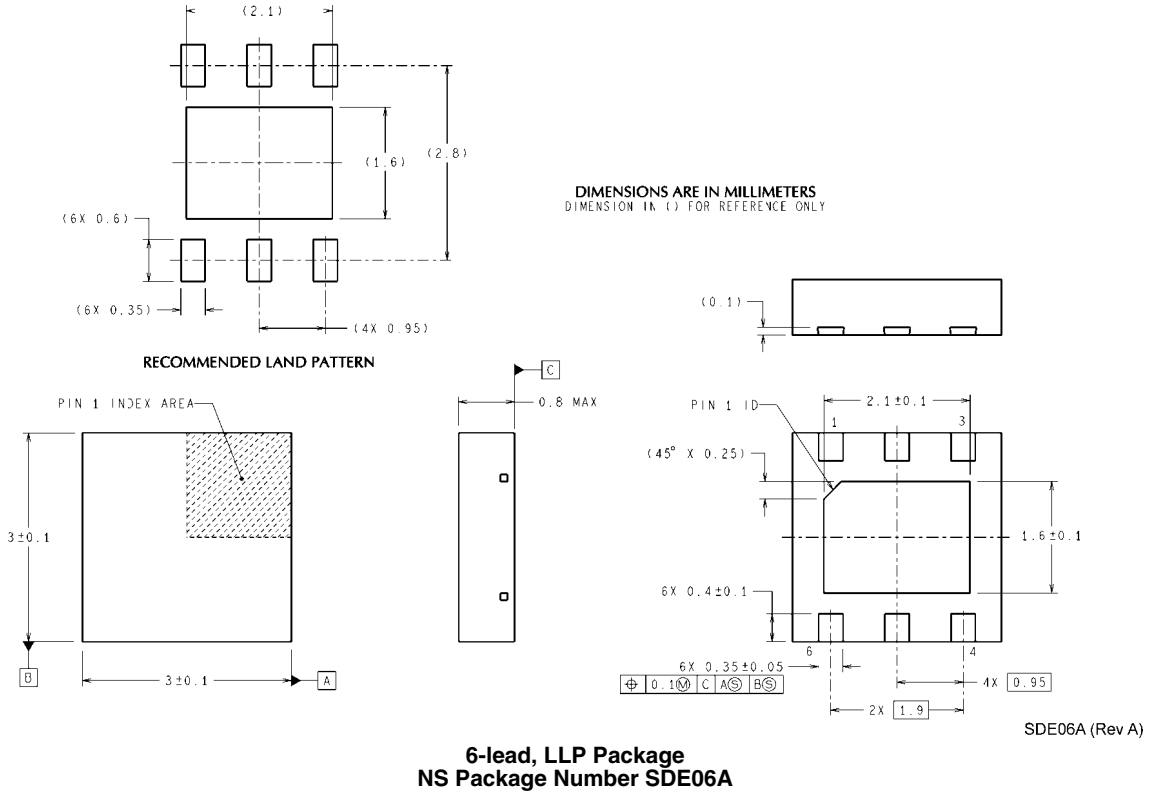 (2.1)
(1.6)
(2.8)
(6X 0.6)
(6X 0.35)
(4X 0.95)
RECOMMENDED LAND PATTERN
DIMENSIONS ARE IN MILLIMETERS
DIMENSION IN () FOR REFERENCE ONLY
(0.1)
PIN 1 INDEX AREA
3±0.1
B
3±0.1
A
C
0.8 MAX
PIN 1 ID
2.1±0.1
1
3
(45° X 0.25)
1.6±0.1
6X 0.4±0.1
6
4
6X 0.35±0.05
⌖ 0.1Ⓜ C AⓈ BⓈ
4X 0.95
2X 1.9
SDE06A (Rev A)
6-lead, LLP Package
NS Package Number SDE06A